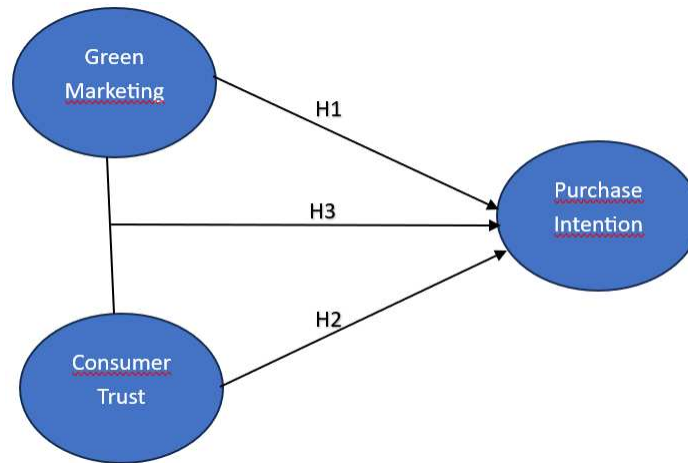 Green
Marketing
H1
Purchase
Intention
H3
H2
Consumer
Trust